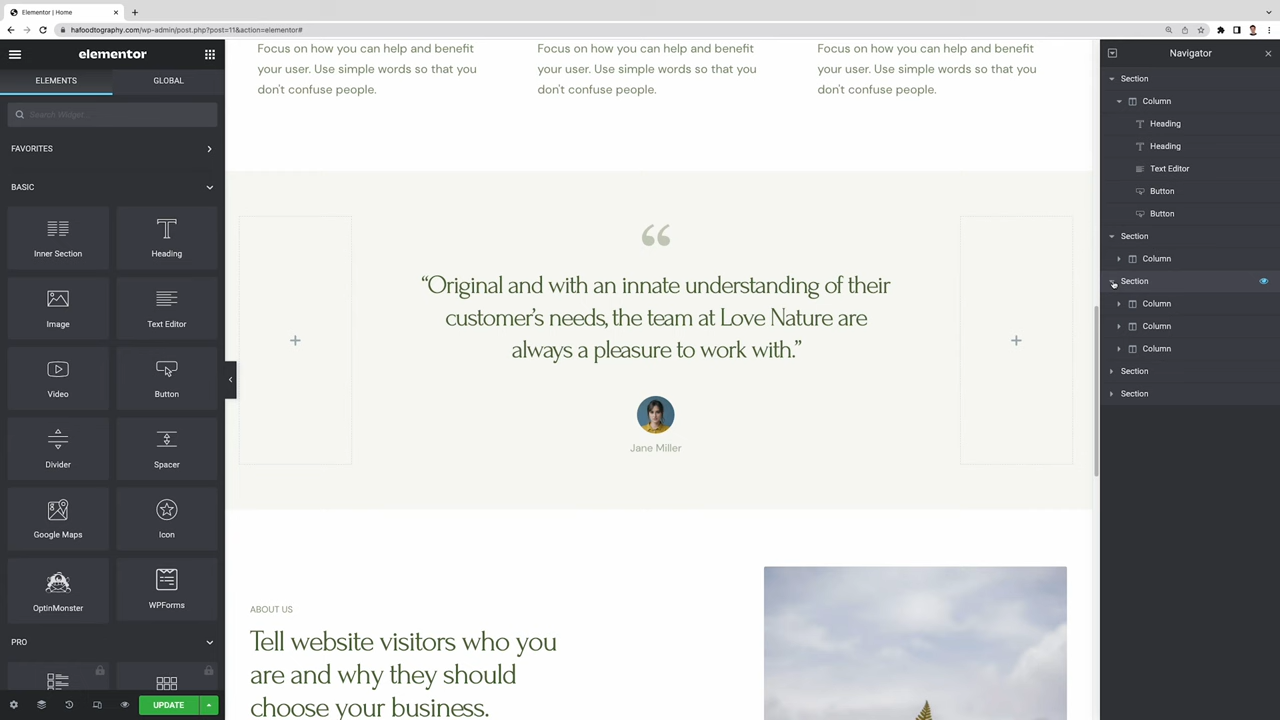 Elementor | Home
hafoodtography.com/wp-admin/post.php?post=11&action=elementor#
elementor
ELEMENTS
GLOBAL
Search Widget...
FAVORITES
BASIC
Inner Section
Heading
Image
Text Editor
Video
Button
Divider
Spacer
Google Maps
Icon
OptinMonster
WPForms
PRO
UPDATE
Focus on how you can help and benefit
your user. Use simple words so that you
don't confuse people.
Focus on how you can help and benefit
your user. Use simple words so that you
don't confuse people.
Focus on how you can help and benefit
your user. Use simple words so that you
don't confuse people.
“
“Original and with an innate understanding of their
customer’s needs, the team at Love Nature are
always a pleasure to work with.”
Jane Miller
ABOUT US
Tell website visitors who you
are and why they should
choose your business.
Navigator
Section
Column
Heading
Heading
Text Editor
Button
Button
Section
Column
Section
Column
Column
Column
Section
Section